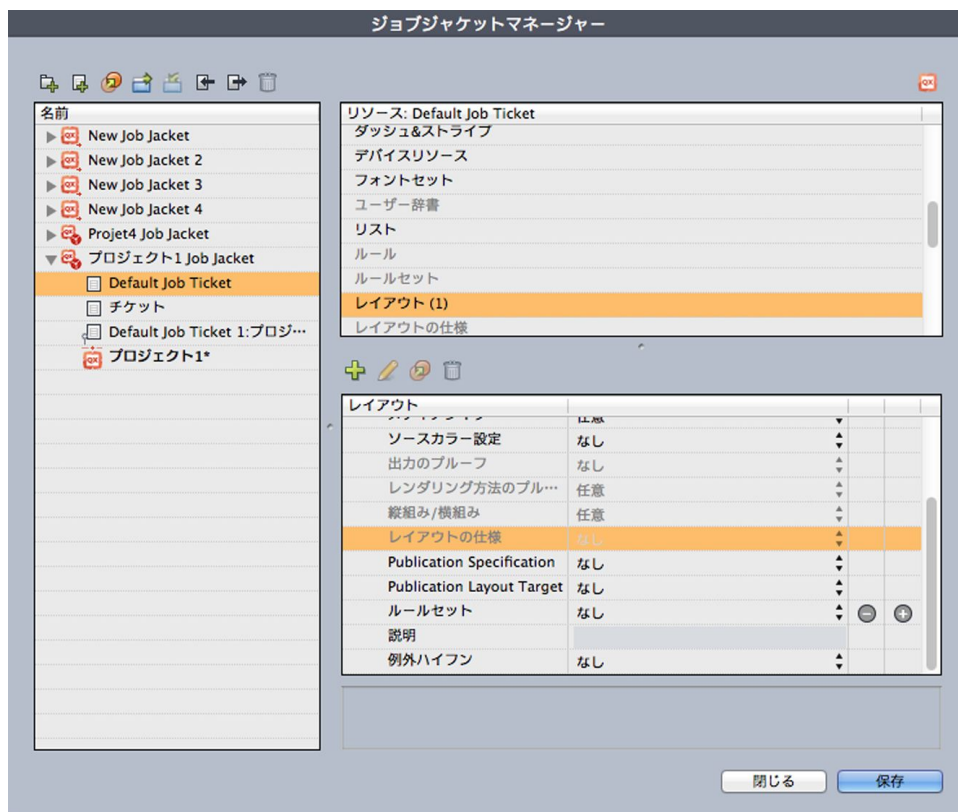 ジョブジャケットマネージャー
名前
New Job Jacket
New Job Jacket 2
New Job Jacket 3
New Job Jacket 4
Projet4 Job Jacket
プロジェクト1 Job Jacket
Default Job Ticket
チケット
Default Job Ticket 1:プロジ…
プロジェクト1*
リソース: Default Job Ticket
ダッシュ&ストライプ
デバイスリソース
フォントセット
ユーザー辞書
リスト
ルール
ルールセット
レイアウト (1)
レイアウトの仕様
レイアウト
任意
ソースカラー設定 なし
出力のプルーフ なし
レンダリング方法のプル… 任意
縦組み/横組み 任意
レイアウトの仕様 なし
Publication Specification なし
Publication Layout Target なし
ルールセット なし
説明
例外ハイフン なし
閉じる
保存